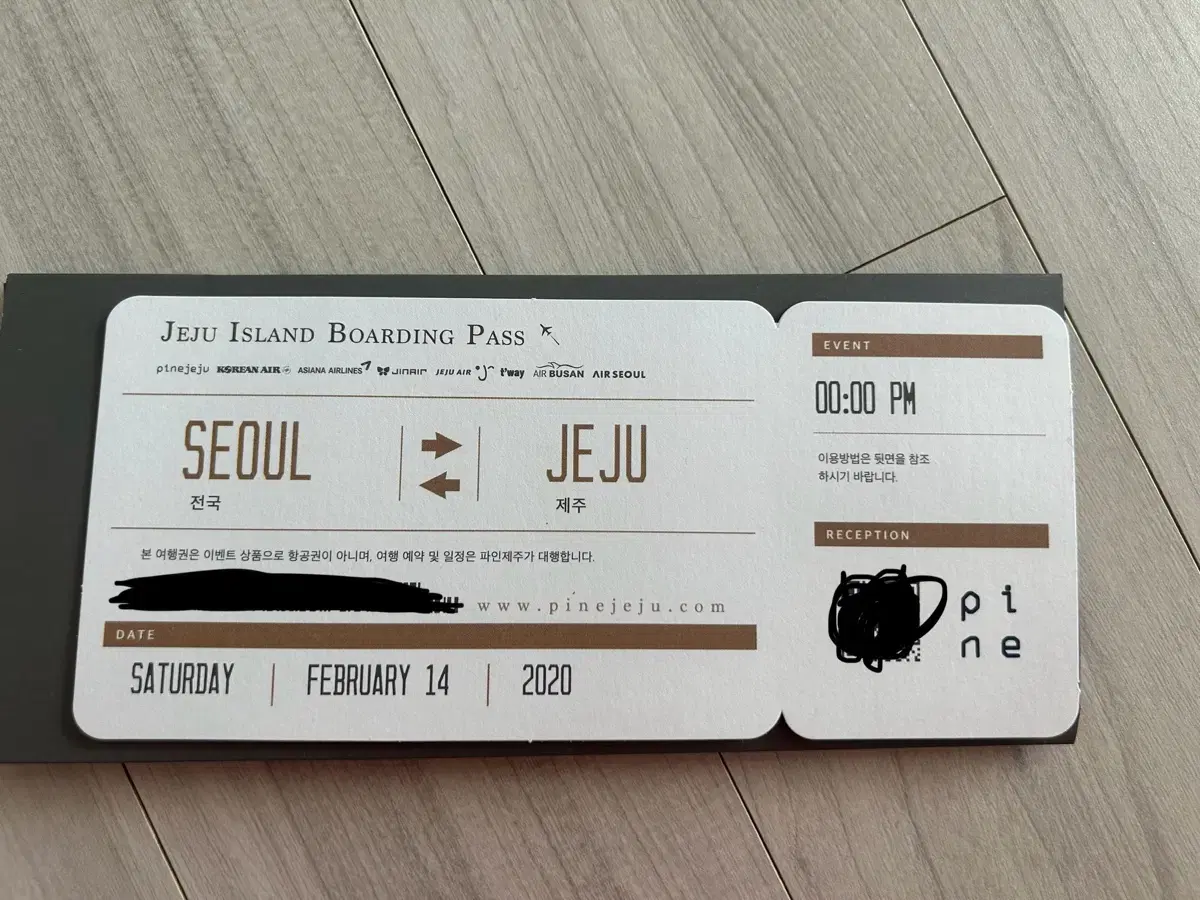 JEJU ISLAND BOARDING PASS
pinejeju KOREAN AIR ASIANA AIRLINES JINAIR JEJU AIR t'way AIR BUSAN AIR SEOUL
SEOUL JEJU
전국 제주
본 여행권은 이벤트 상품으로 항공권이 아니며, 여행 예약 및 일정은 파인제주가 대행합니다.
www.pinejeju.com
DATE
SATURDAY FEBRUARY 14 2020
EVENT
00:00 PM
이용방법은 뒷면을 참조
하시기 바랍니다.
RECEPTION
pi
ne